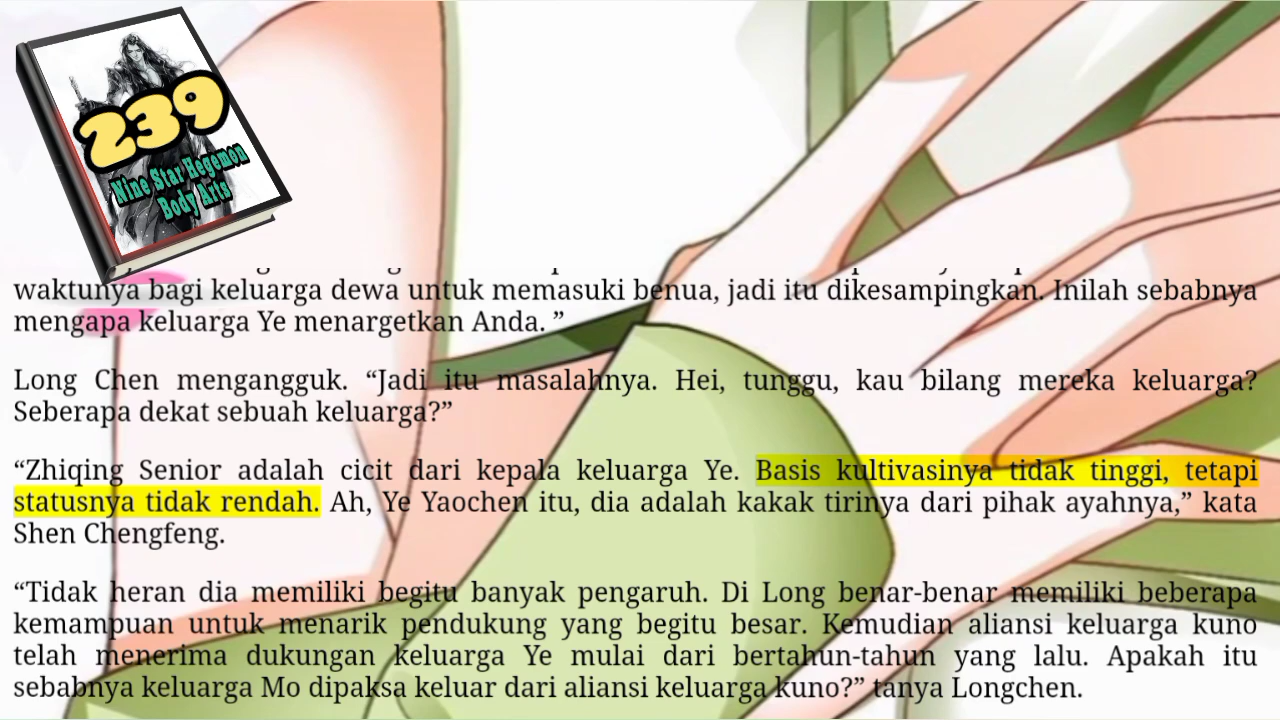 239
Nine Star Hegemon
Body Arts
waktunya bagi keluarga dewa untuk memasuki benua, jadi itu dikesampingkan. Inilah sebabnya
mengapa keluarga Ye menargetkan Anda. ”
Long Chen mengangguk. “Jadi itu masalahnya. Hei, tunggu, kau bilang mereka keluarga?
Seberapa dekat sebuah keluarga?”
“Zhiqing Senior adalah cicit dari kepala keluarga Ye. Basis kultivasinya tidak tinggi, tetapi
statusnya tidak rendah. Ah, Ye Yaochen itu, dia adalah kakak tirinya dari pihak ayahnya,” kata
Shen Chengfeng.
“Tidak heran dia memiliki begitu banyak pengaruh. Di Long benar-benar memiliki beberapa
kemampuan untuk menarik pendukung yang begitu besar. Kemudian aliansi keluarga kuno
telah menerima dukungan keluarga Ye mulai dari bertahun-tahun yang lalu. Apakah itu
sebabnya keluarga Mo dipaksa keluar dari aliansi keluarga kuno?” tanya Longchen.